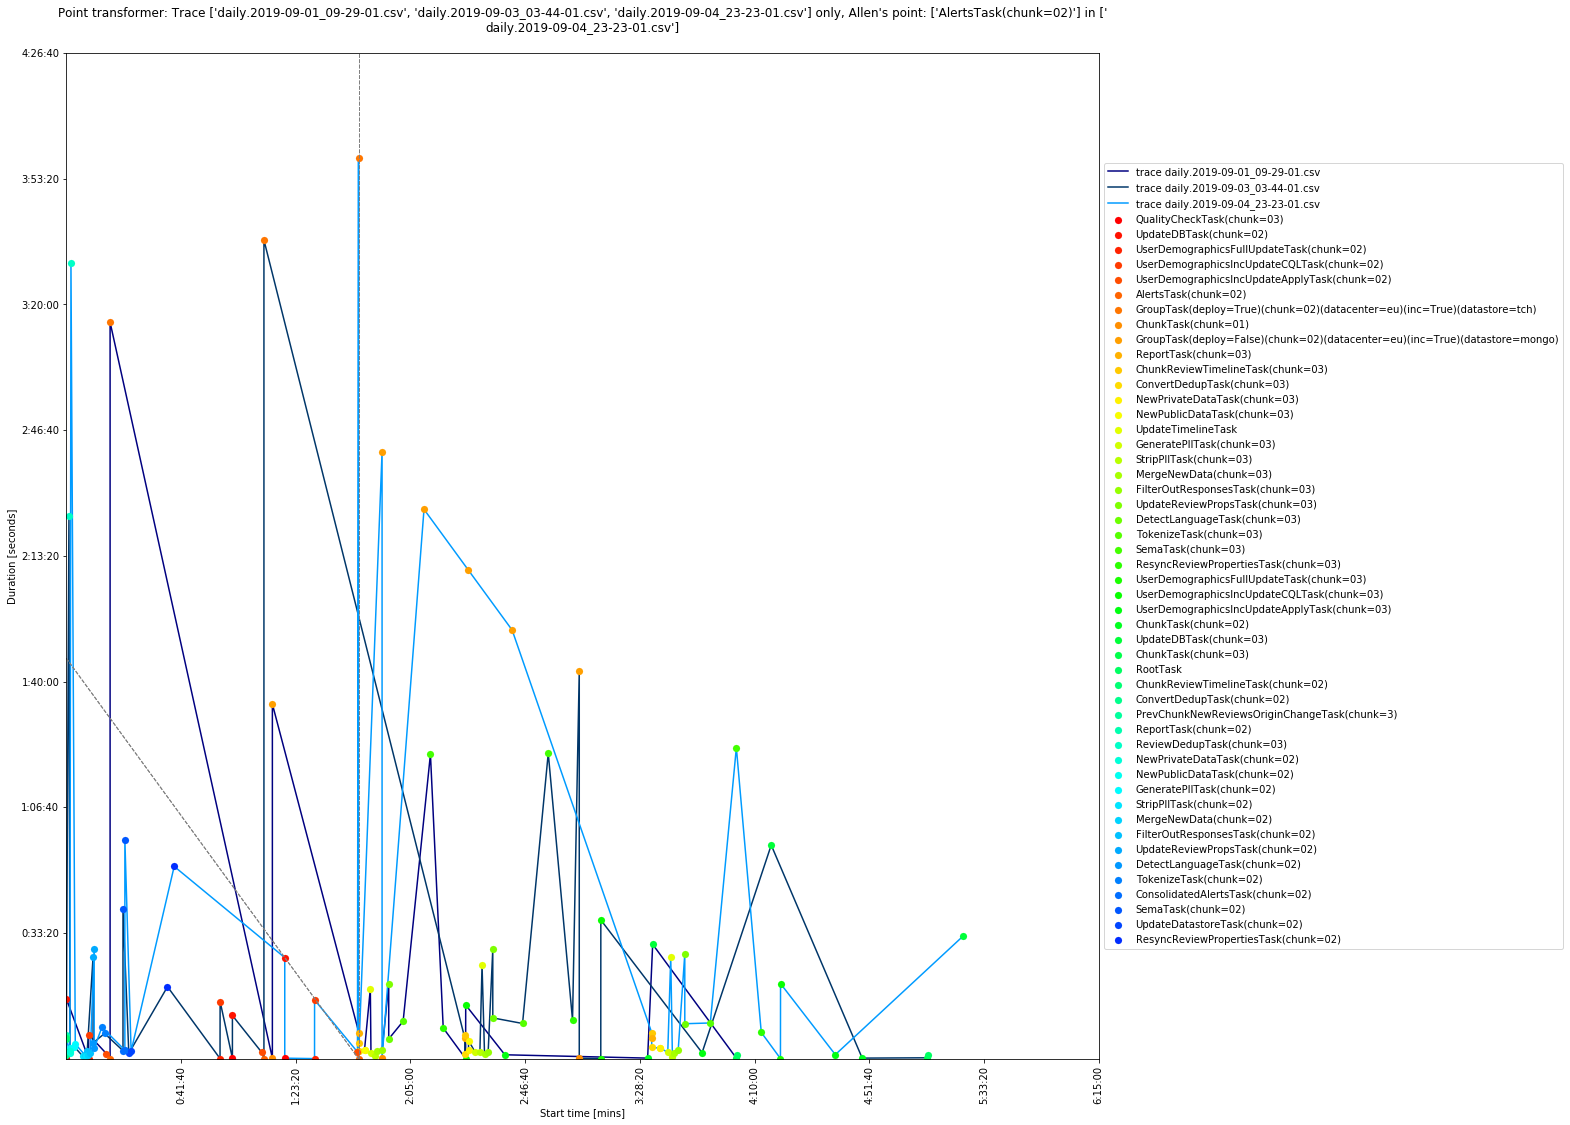 Point transformer: Trace ['daily.2019-09-01_09-29-01.csv', 'daily.2019-09-03_03-44-01.csv', 'daily.2019-09-04_23-23-01.csv'] only, Allen's point: ['AlertsTask(chunk=02)'] in ['
daily.2019-09-04_23-23-01.csv']
4:26:40
3:53:20
3:20:00
2:46:40
2:13:20
1:40:00
1:06:40
0:33:20
Duration [seconds]
0:41:40
1:23:20
2:05:00
2:46:40
3:28:20
4:10:00
4:51:40
5:33:20
6:15:00
Start time [mins]
trace daily.2019-09-01_09-29-01.csv
trace daily.2019-09-03_03-44-01.csv
trace daily.2019-09-04_23-23-01.csv
QualityCheckTask(chunk=03)
UpdateDBTask(chunk=02)
UserDemographicsFullUpdateTask(chunk=02)
UserDemographicsIncUpdateCQLTask(chunk=02)
UserDemographicsIncUpdateApplyTask(chunk=02)
AlertsTask(chunk=02)
GroupTask(deploy=True)(chunk=02)(datacenter=eu)(inc=True)(datastore=tch)
ChunkTask(chunk=01)
GroupTask(deploy=False)(chunk=02)(datacenter=eu)(inc=True)(datastore=mongo)
ReportTask(chunk=03)
ChunkReviewTimelineTask(chunk=03)
ConvertDedupTask(chunk=03)
NewPrivateDataTask(chunk=03)
NewPublicDataTask(chunk=03)
UpdateTimelineTask
GeneratePIITask(chunk=03)
StripPIITask(chunk=03)
MergeNewData(chunk=03)
FilterOutResponsesTask(chunk=03)
UpdateReviewPropsTask(chunk=03)
DetectLanguageTask(chunk=03)
TokenizeTask(chunk=03)
SemaTask(chunk=03)
ResyncReviewPropertiesTask(chunk=03)
UserDemographicsFullUpdateTask(chunk=03)
UserDemographicsIncUpdateCQLTask(chunk=03)
UserDemographicsIncUpdateApplyTask(chunk=03)
ChunkTask(chunk=02)
UpdateDBTask(chunk=03)
ChunkTask(chunk=03)
RootTask
ChunkReviewTimelineTask(chunk=02)
ConvertDedupTask(chunk=02)
PrevChunkNewReviewsOriginChangeTask(chunk=3)
ReportTask(chunk=02)
ReviewDedupTask(chunk=03)
NewPrivateDataTask(chunk=02)
NewPublicDataTask(chunk=02)
GeneratePIITask(chunk=02)
StripPIITask(chunk=02)
MergeNewData(chunk=02)
FilterOutResponsesTask(chunk=02)
UpdateReviewPropsTask(chunk=02)
DetectLanguageTask(chunk=02)
TokenizeTask(chunk=02)
ConsolidatedAlertsTask(chunk=02)
SemaTask(chunk=02)
UpdateDatastoreTask(chunk=02)
ResyncReviewPropertiesTask(chunk=02)